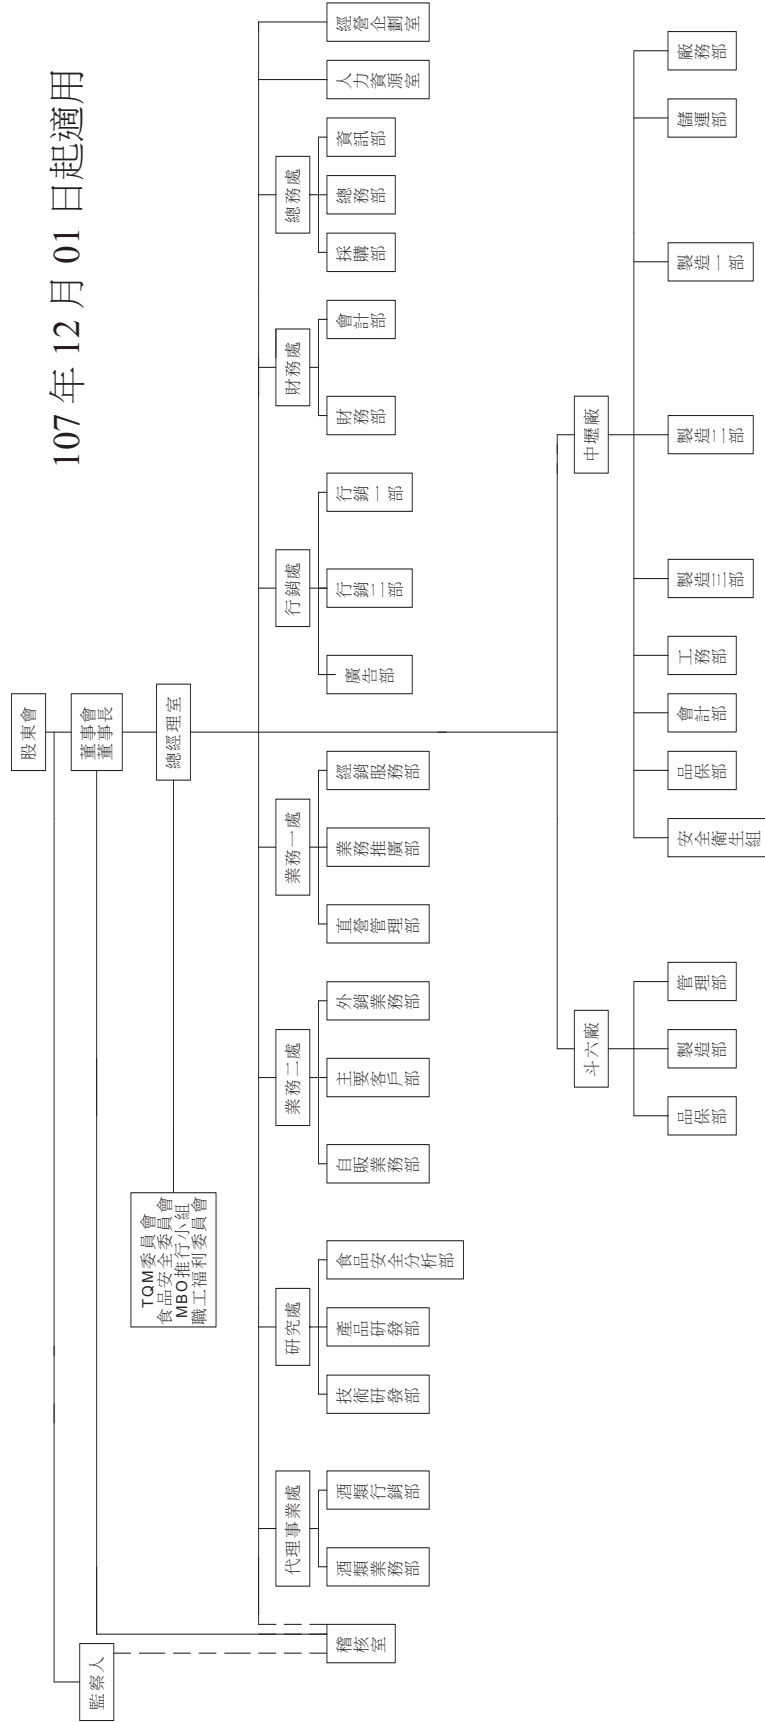 107 年 12 月 01 日起適用
股東會
監察人
董事會
董事長
總經理室
TQM委員會
食品安全委員會
MBO推行小組
職工福利委員會
代理事業處
研究處
業務二處
業務一處
行銷處
財務處
總務處
稽核室
酒類業務部
酒類行銷部
技術研發部
產品研發部
食品安全分析部
自販業務部
主要客戶部
外銷業務部
直營管理部
業務推廣部
經銷服務部
廣告部
行銷二部
行銷一部
財務部
會計部
採購部
總務部
資訊部
人力資源室
經營企劃室
斗六廠
中壢廠
品保部
製造部
管理部
安全衛生組
品保部
會計部
工務部
製造三部
製造二部
製造一部
儲運部
廠務部